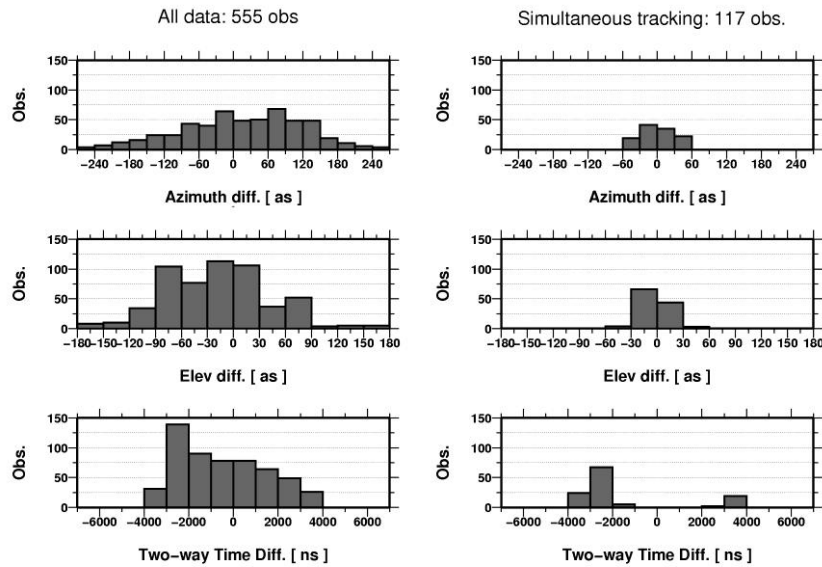 All data: 555 obs
Simultaneous tracking: 117 obs.
150
100
50
0
Obs.
−240 −180 −120 −60 0 60 120 180 240
Azimuth diff. [ as ]
150
100
50
0
Obs.
−240 −180 −120 −60 0 60 120 180 240
Azimuth diff. [ as ]
150
100
50
0
Obs.
−180 −150 −120 −90 −60 −30 0 30 60 90 120 150 180
Elev diff. [ as ]
150
100
50
0
Obs.
−180 −150 −120 −90 −60 −30 0 30 60 90 120 150 180
Elev diff. [ as ]
150
100
50
0
Obs.
−6000 −4000 −2000 0 2000 4000 6000
Two−way Time Diff. [ ns ]
150
100
50
0
Obs.
−6000 −4000 −2000 0 2000 4000 6000
Two−way Time Diff. [ ns ]